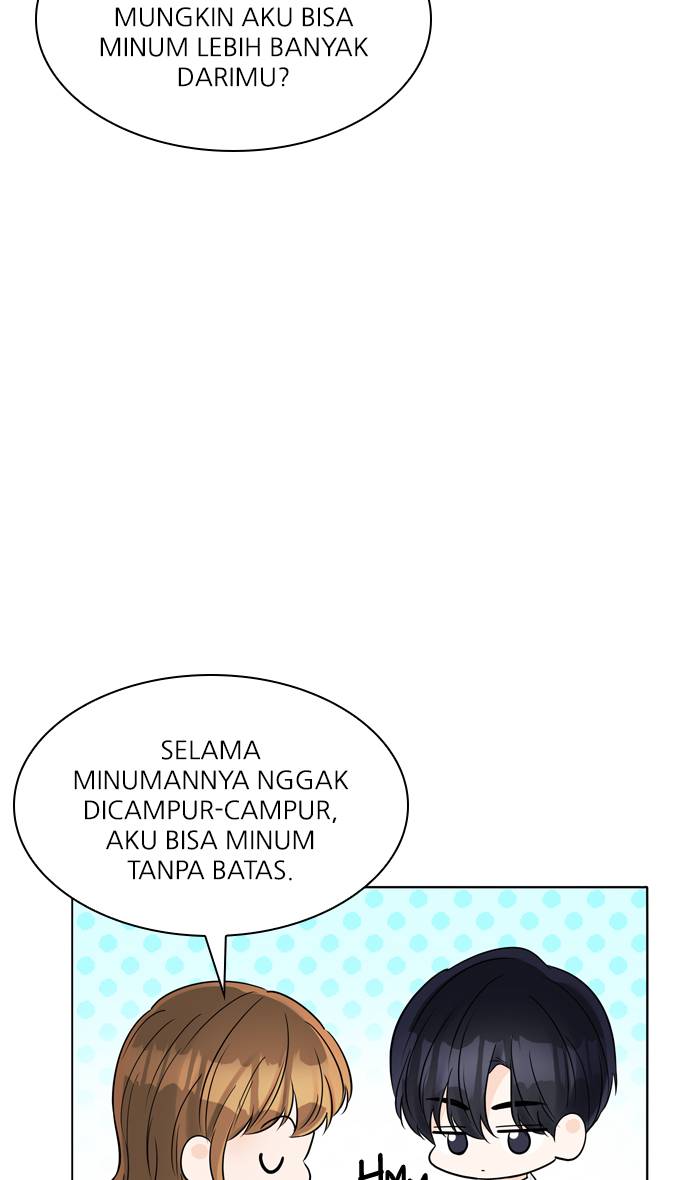 MUNGKIN AKU BISA
MINUM LEBIH BANYAK
DARIMU?
SELAMA
MINUMANNYA NGGAK
DICAMPUR-CAMPUR,
AKU BISA MINUM
TANPA BATAS.